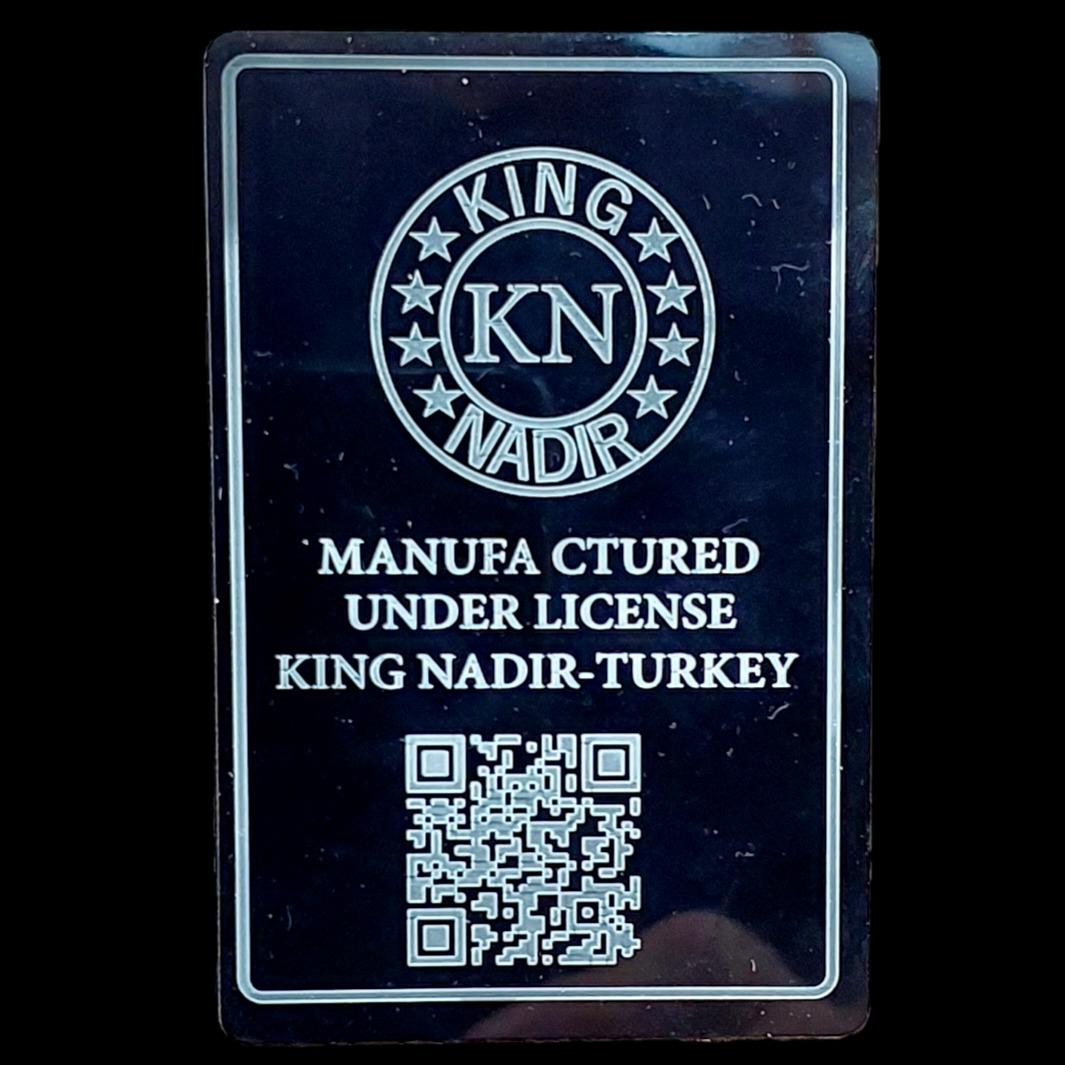 KING
KN
NADIR
MANUFA CTURED
UNDER LICENSE
KING NADIR-TURKEY